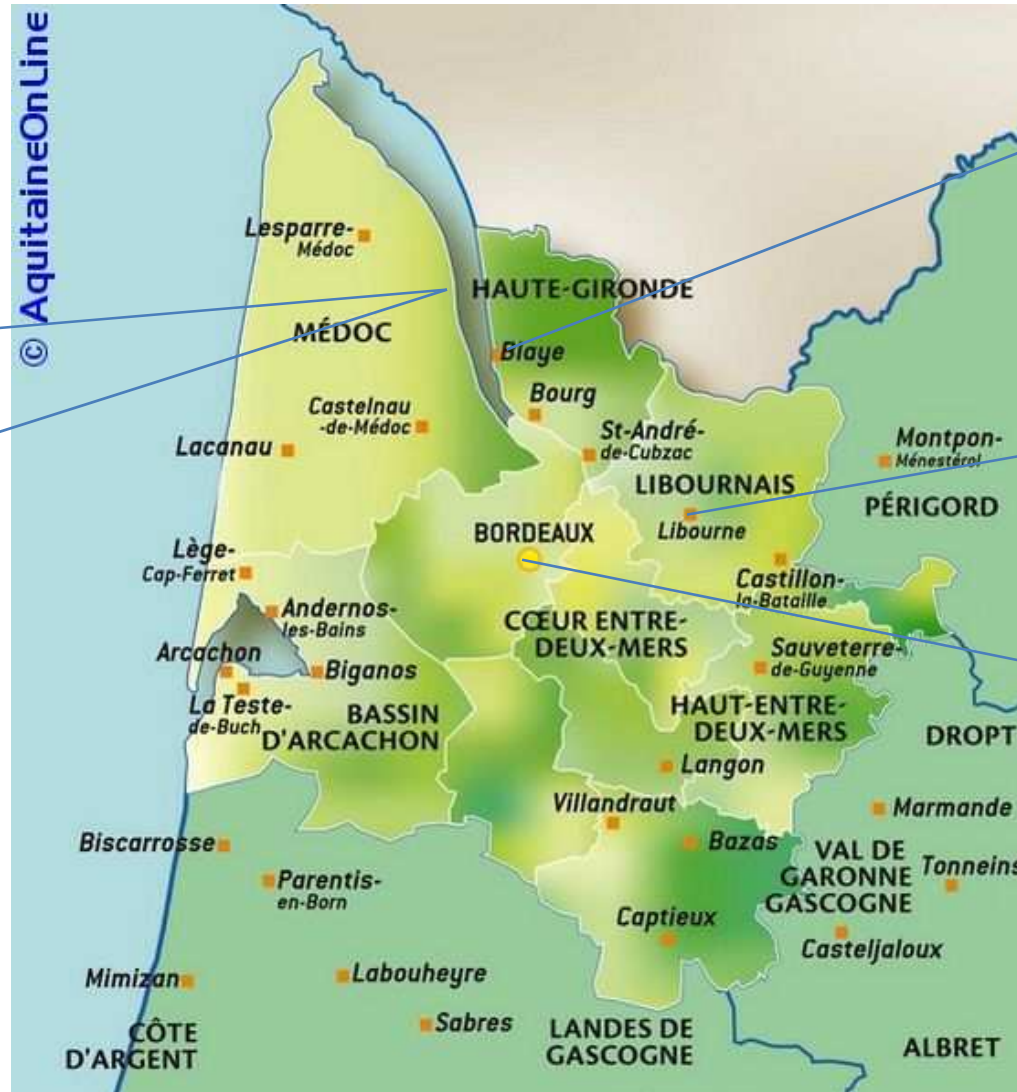 © AquitaineOnLine
Lesparre-
Médoc
HAUTE-GIRONDE
MÉDOC
Blaye
Bourg
Castelnau
-de-Médoc
St-André-
de-Cubzac
Lacanau
Montpon-
Ménestérol
LIBOURNAIS
PÉRIGORD
Libourne
BORDEAUX
Lège-
Cap-Ferret
Castillon-
la-Bataille
Andernos-
les-Bains
CŒUR ENTRE-
DEUX-MERS
Sauveterre-
de-Guyenne
Arcachon
Biganos
La Teste-
de-Buch
BASSIN
D'ARCACHON
HAUT-ENTRE-
DEUX-MERS
DROPT
Langon
Villandraut
Marmande
Biscarrosse
Bazas
VAL DE
GARONNE
GASCOGNE
Tonneins
Parentis-
en-Born
Captieux
Casteljaloux
Mimizan
Labouheyre
Sabres
CÔTE
D'ARGENT
LANDES DE
GASCOGNE
ALBRET